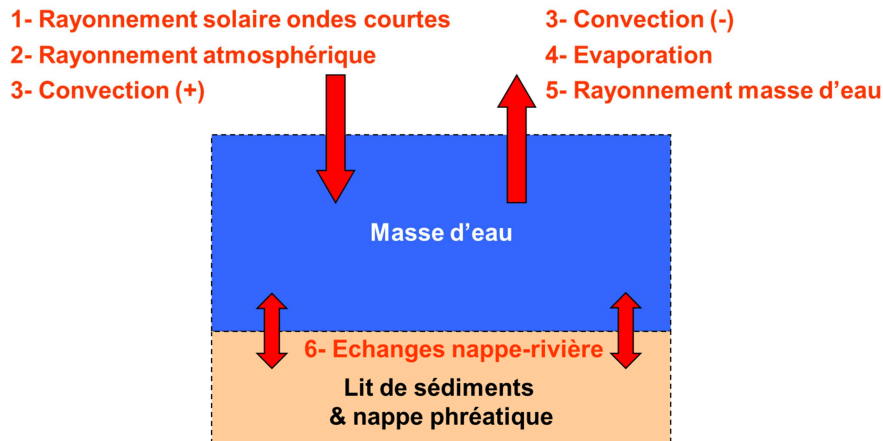 1- Rayonnement solaire ondes courtes
2- Rayonnement atmosphérique
3- Convection (+)
3- Convection (-)
4- Evaporation
5- Rayonnement masse d'eau
Masse d'eau
6- Echanges nappe-rivière
Lit de sédiments
& nappe phréatique